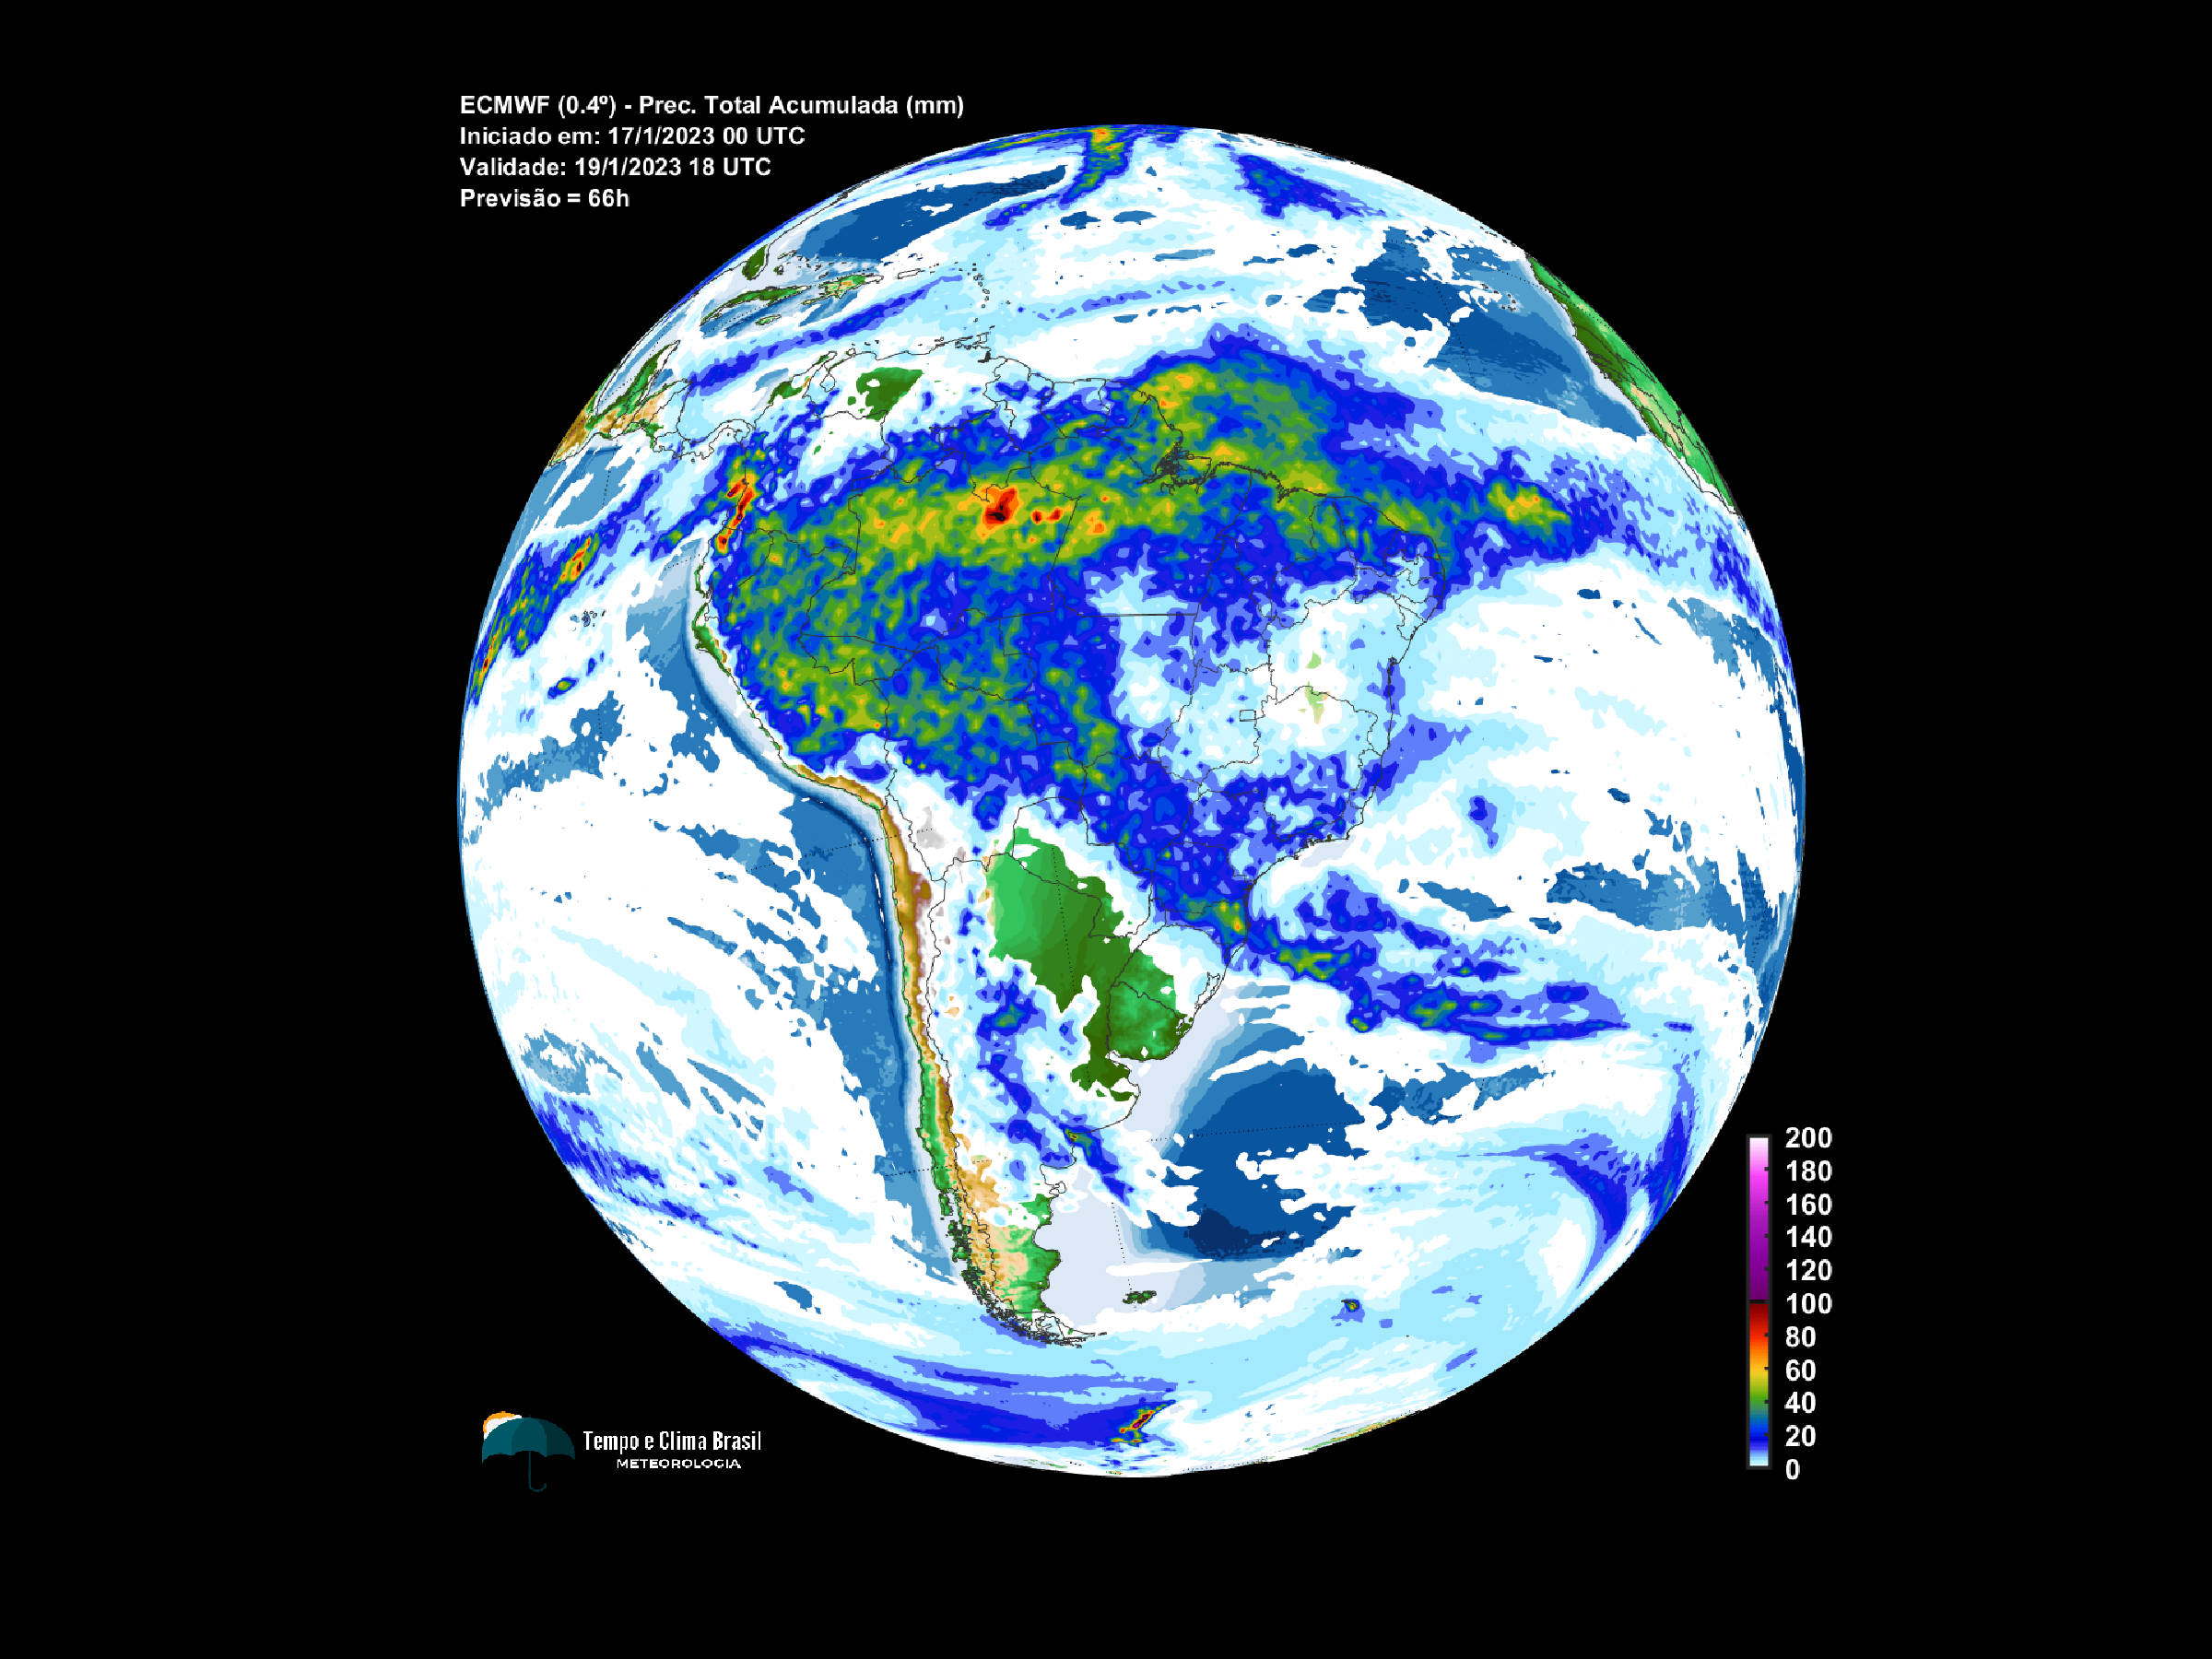 ECMWF (0.4º) - Prec. Total Acumulada (mm)
Iniciado em: 17/1/2023 00 UTC
Validade: 19/1/2023 18 UTC
Previsão = 66h
200
180
160
140
120
100
80
60
40
20
0
Tempo e Clima Brasil
METEOROLOGIA